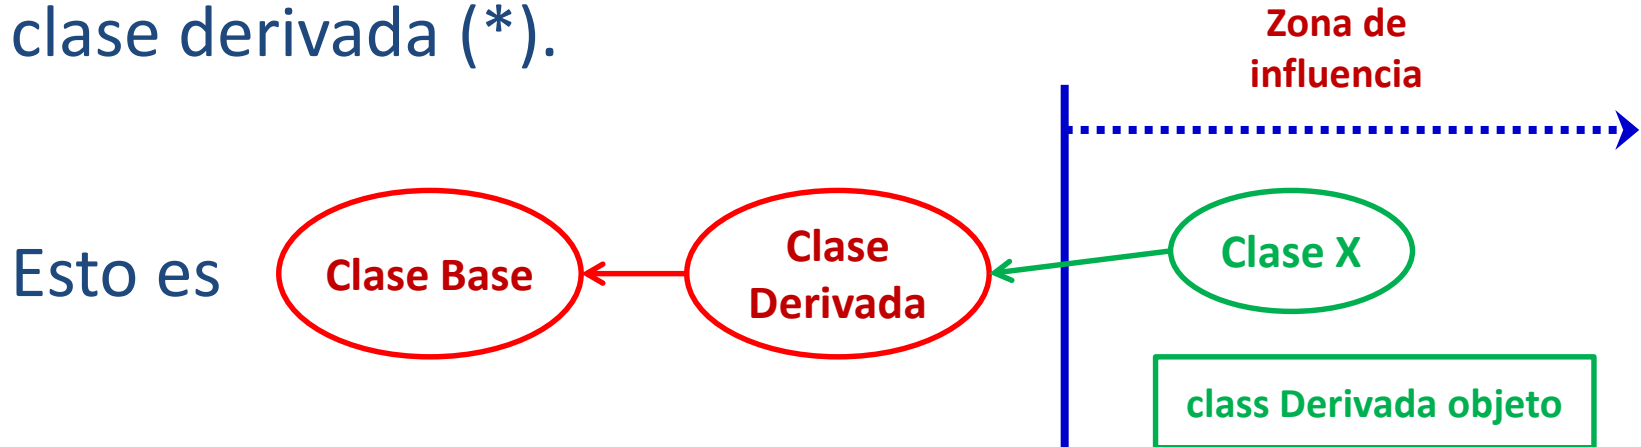 clase derivada (*).
Zona de
influencia
Esto es
Clase Base
Clase
Derivada
Clase X
class Derivada objeto